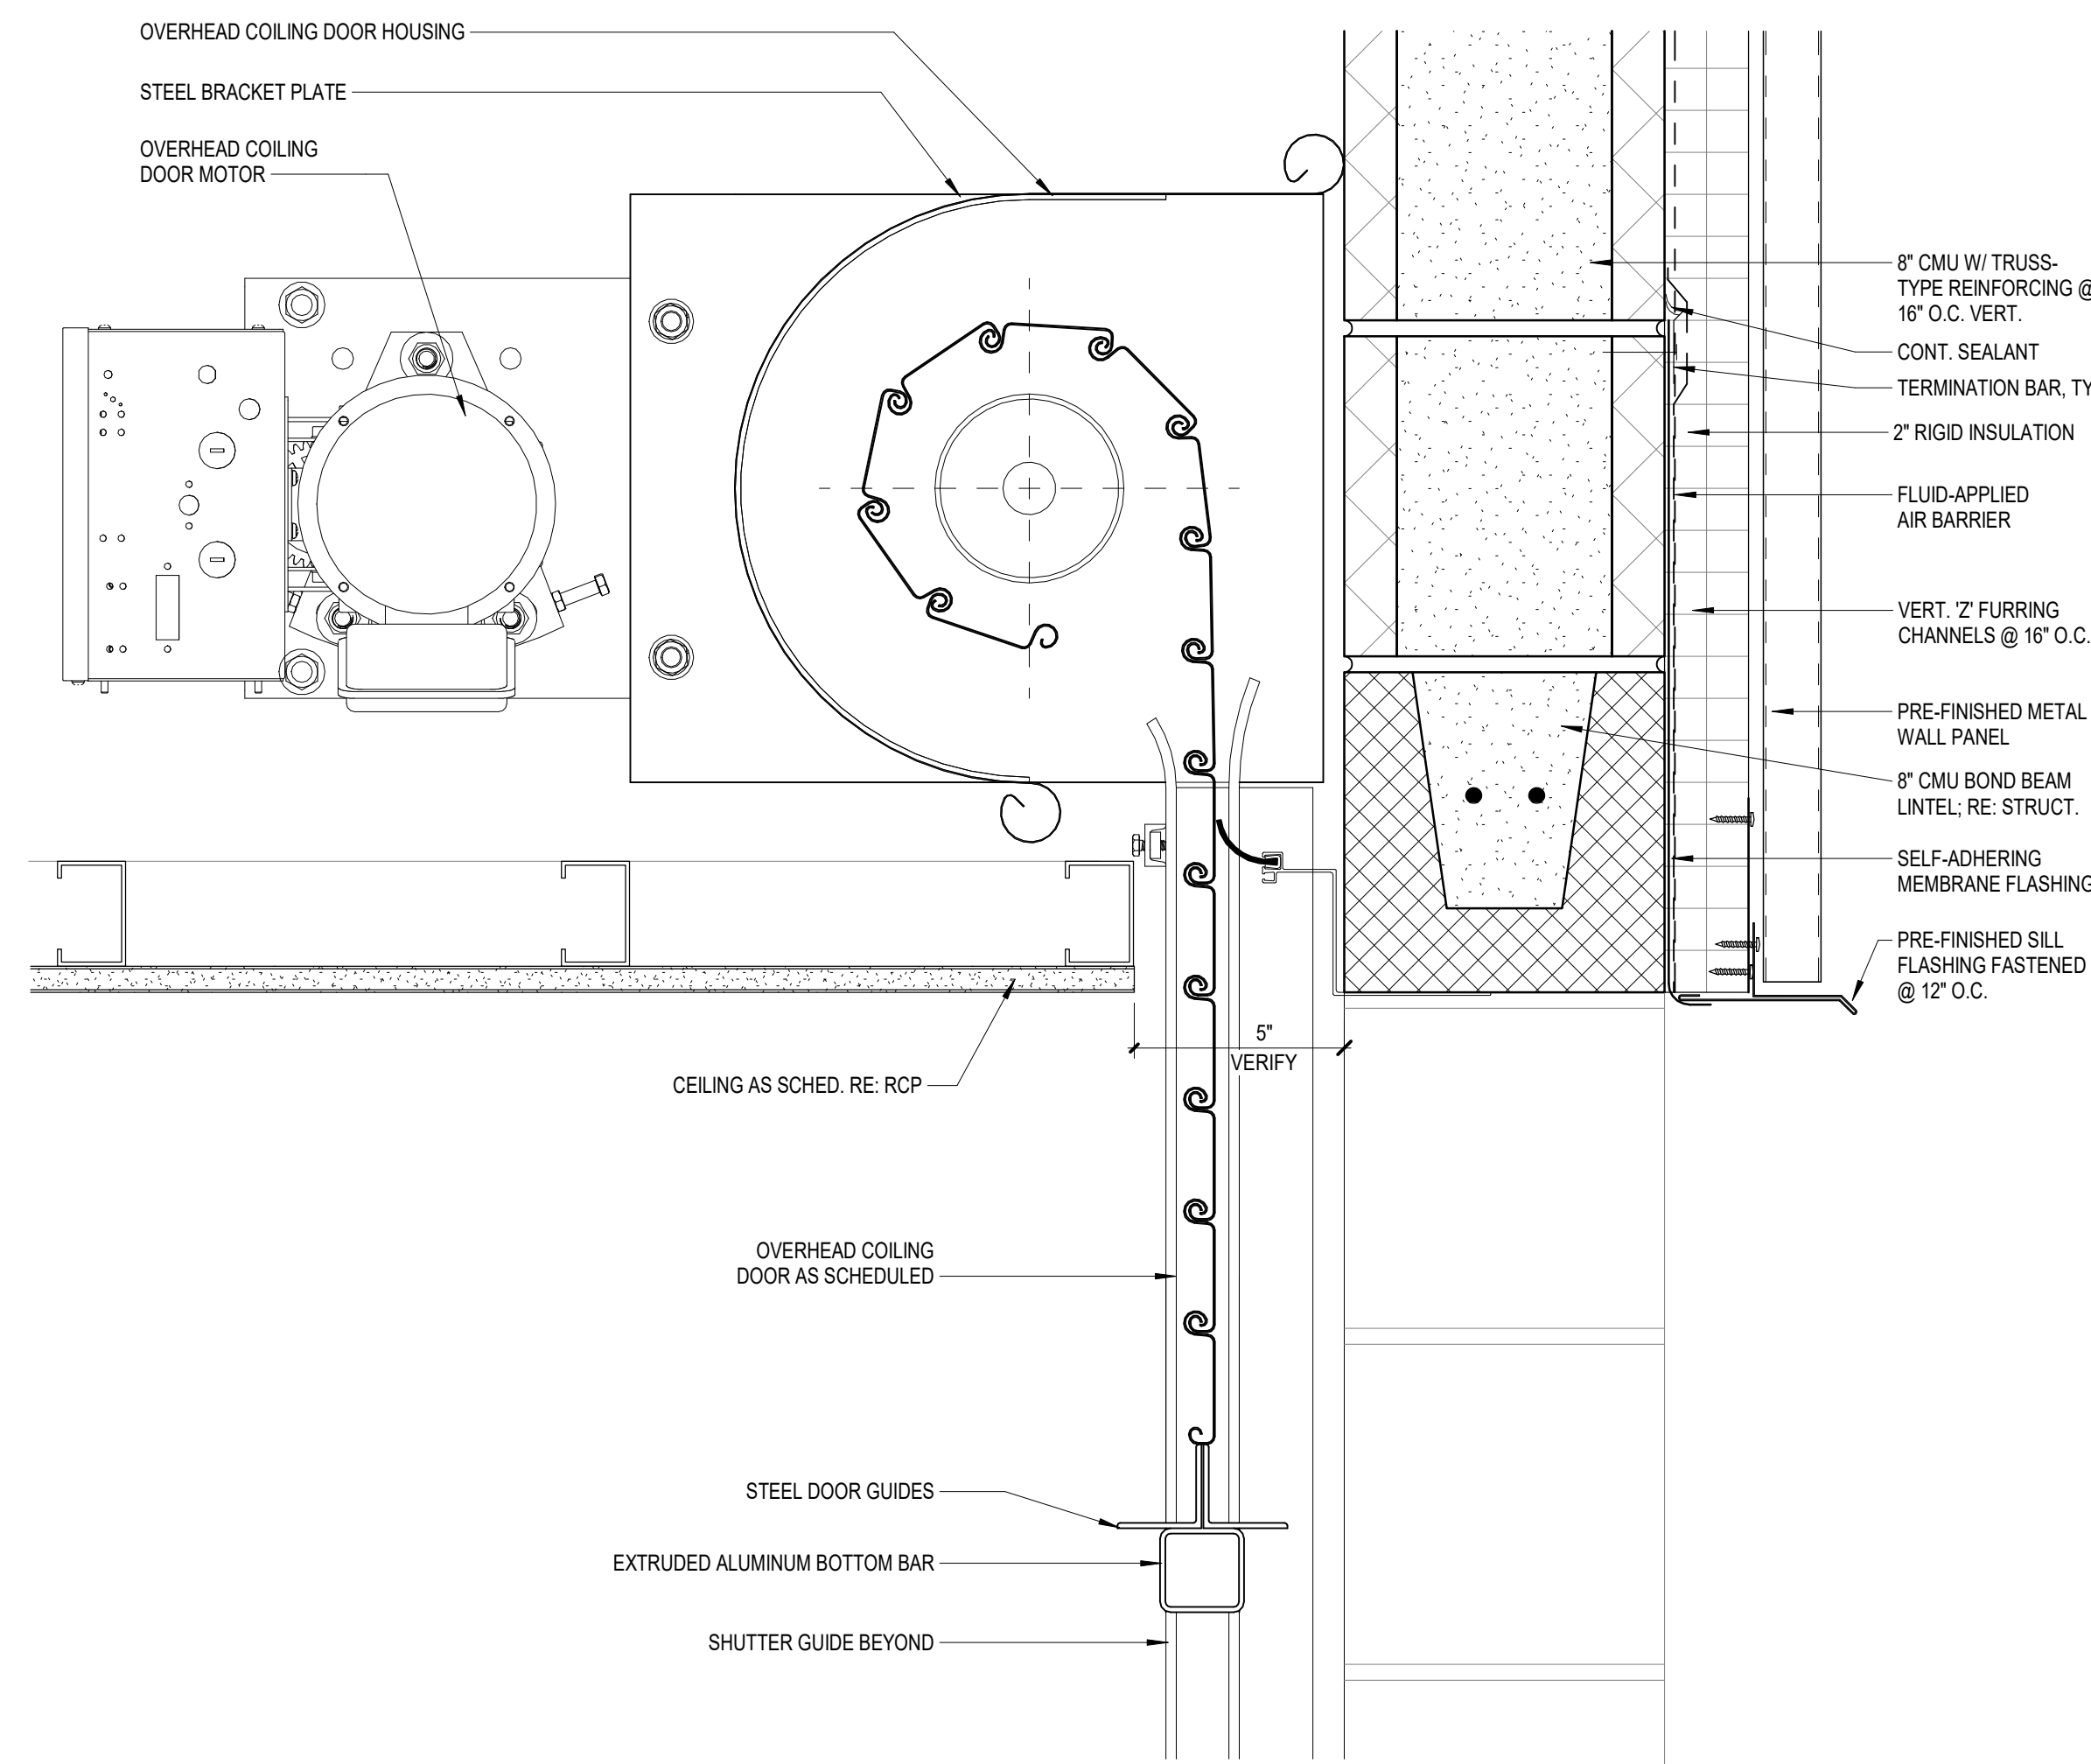 OVERHEAD COILING DOOR HOUSING
STEEL BRACKET PLATE
OVERHEAD COILING
DOOR MOTOR
8" CMU W/ TRUSS-
TYPE REINFORCING @
16" O.C. VERT.
CONT. SEALANT
TERMINATION BAR, TY
2" RIGID INSULATION
FLUID-APPLIED
AIR BARRIER
VERT. 'Z' FURRING
CHANNELS @ 16" O.C.
PRE-FINISHED METAL
WALL PANEL
8" CMU BOND BEAM
LINTEL; RE: STRUCT.
SELF-ADHERING
MEMBRANE FLASHING
PRE-FINISHED SILL
FLASHING FASTENED
@ 12" O.C.
5"
VERIFY
CEILING AS SCHED. RE: RCP
OVERHEAD COILING
DOOR AS SCHEDULED
STEEL DOOR GUIDES
EXTRUDED ALUMINUM BOTTOM BAR
SHUTTER GUIDE BEYOND